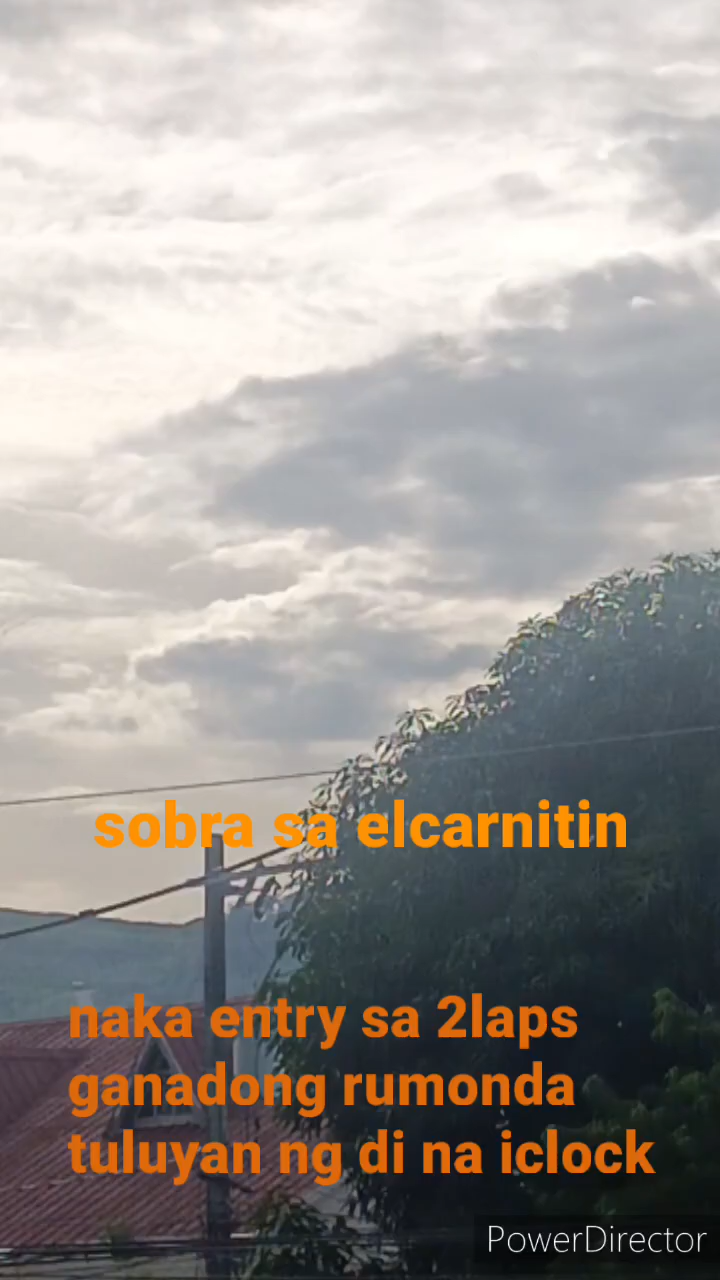 sobra sa elcarnitin
naka entry sa 2laps
ganadong rumonda
tuluyan ng di na iclock
PowerDirector